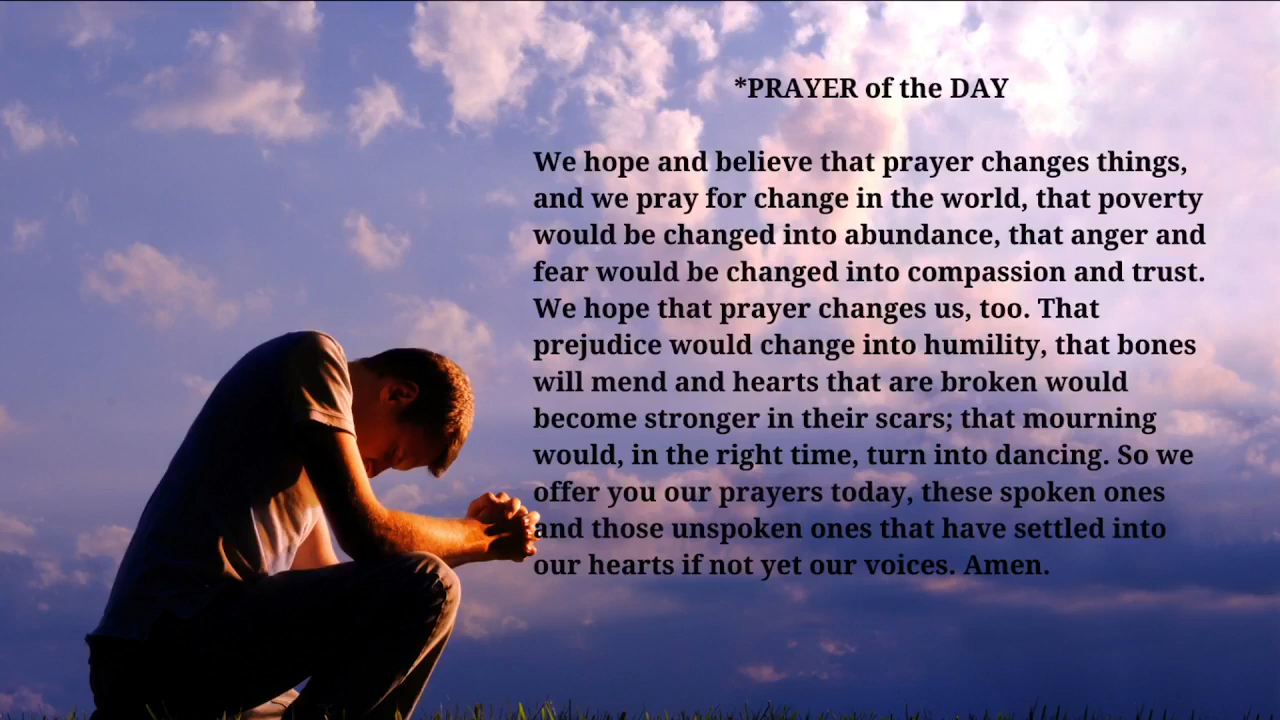 *PRAYER of the DAY
We hope and believe that prayer changes things,
and we pray for change in the world, that poverty
would be changed into abundance, that anger and
fear would be changed into compassion and trust.
We hope that prayer changes us, too. That
prejudice would change into humility, that bones
will mend and hearts that are broken would
become stronger in their scars; that mourning
would, in the right time, turn into dancing. So we
offer you our prayers today, these spoken ones
and those unspoken ones that have settled into
our hearts if not yet our voices. Amen.